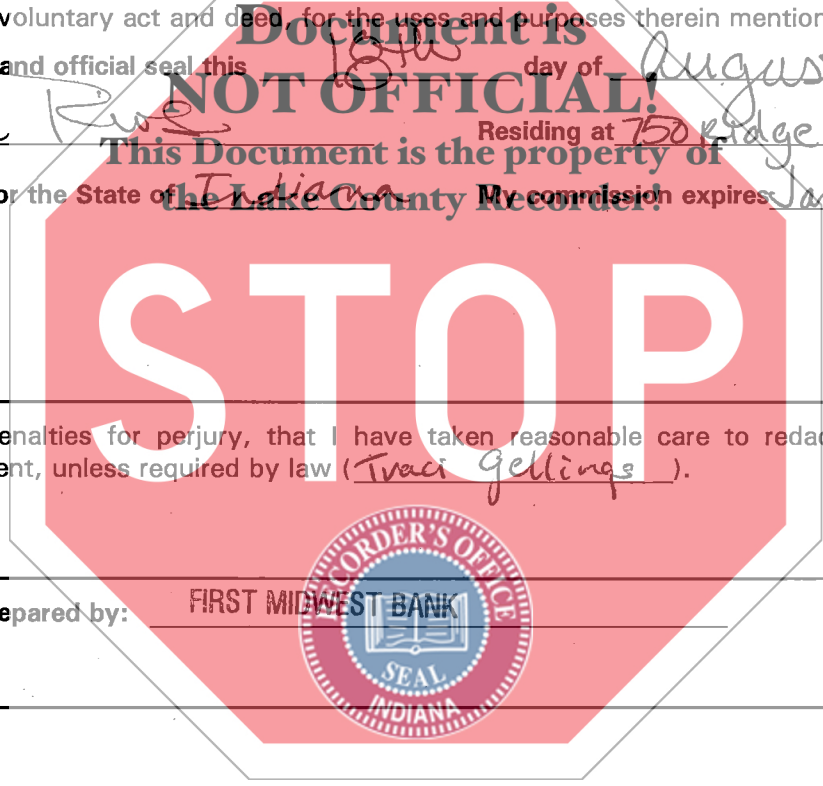 voluntary act and deed, for the uses and purposes therein mention
Document is
and official seal this 18th day of Augus
NOT OFFICIAL!
Residing at 750 Ridge
This Document is the property of
or the State of Indiana My commission expires Ja
the Lake County Recorder!
STOP
enalties for perjury, that I have taken reasonable care to redac
ent, unless required by law (Traci Gellings).
RECORDER'S OFFICE
epared by: FIRST MIDWEST BANK
SEAL
INDIANA